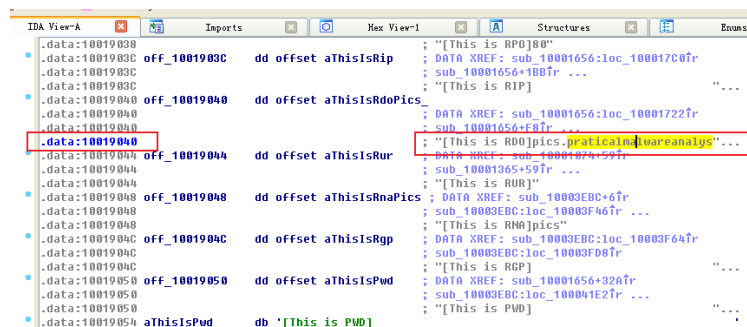 IDA View-A Imports Hex View-1 Structures Enums
.data:10019038 ; "[This is RPO]80"
.data:1001903C off_1001903C dd offset aThisIsRip ; DATA XREF: sub_10001656:loc_100017C0↑r
.data:1001903C ; sub_10001656+1BB↑r ...
.data:1001903C ; "[This is RIP] "...
.data:10019040 off_10019040 dd offset aThisIsRdoPics_
.data:10019040 ; DATA XREF: sub_10001656:loc_10001722↑r
.data:10019040 ; sub_10001656+F8↑r ...
.data:10019040 ; "[This is RDO]pics.praticalmalwareanalys"...
.data:10019044 off_10019044 dd offset aThisIsRur ; DATA XREF: sub_10001074+59↑r
.data:10019044 ; sub_10001365+59↑r ...
.data:10019044 ; "[This is RUR]"
.data:10019048 off_10019048 dd offset aThisIsRnaPics ; DATA XREF: sub_10003EBC+6↑r
.data:10019048 ; sub_10003EBC:loc_10003F46↑r ...
.data:10019048 ; "[This is RNA]pics"
.data:1001904C off_1001904C dd offset aThisIsRgp ; DATA XREF: sub_10003EBC:loc_10003F64↑r
.data:1001904C ; sub_10003EBC:loc_10003FD8↑r
.data:1001904C ; "[This is RGP] "...
.data:10019050 off_10019050 dd offset aThisIsPwd ; DATA XREF: sub_10001656+32A↑r
.data:10019050 ; sub_10003EBC:loc_100041E2↑r ...
.data:10019050 ; "[This is PWD] "...
.data:10019054 aThisIsPwd db '[This is PWD]